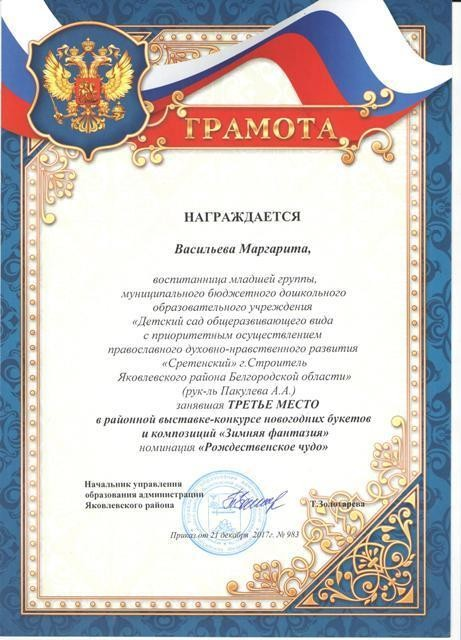 ГРАМОТА
НАГРАЖДАЕТСЯ
Васильева Маргарита,
воспитанница младшей группы,
муниципального бюджетного дошкольного
образовательного учреждения
«Детский сад общеразвивающего вида
с приоритетным осуществлением
православного духовно-нравственного развития
«Сретенский» г.Строитель
Яковлевского района Белгородской области»
(рук-ль Пакулева А.А.)
занявшая ТРЕТЬЕ МЕСТО
в районной выставке-конкурсе новогодних букетов
и композиций «Зимняя фантазия»
номинация «Рождественское чудо»
Начальник управления
образования администрации
Яковлевского района
Т.Золотарева
Приказ от 21 декабря 2017г. № 983